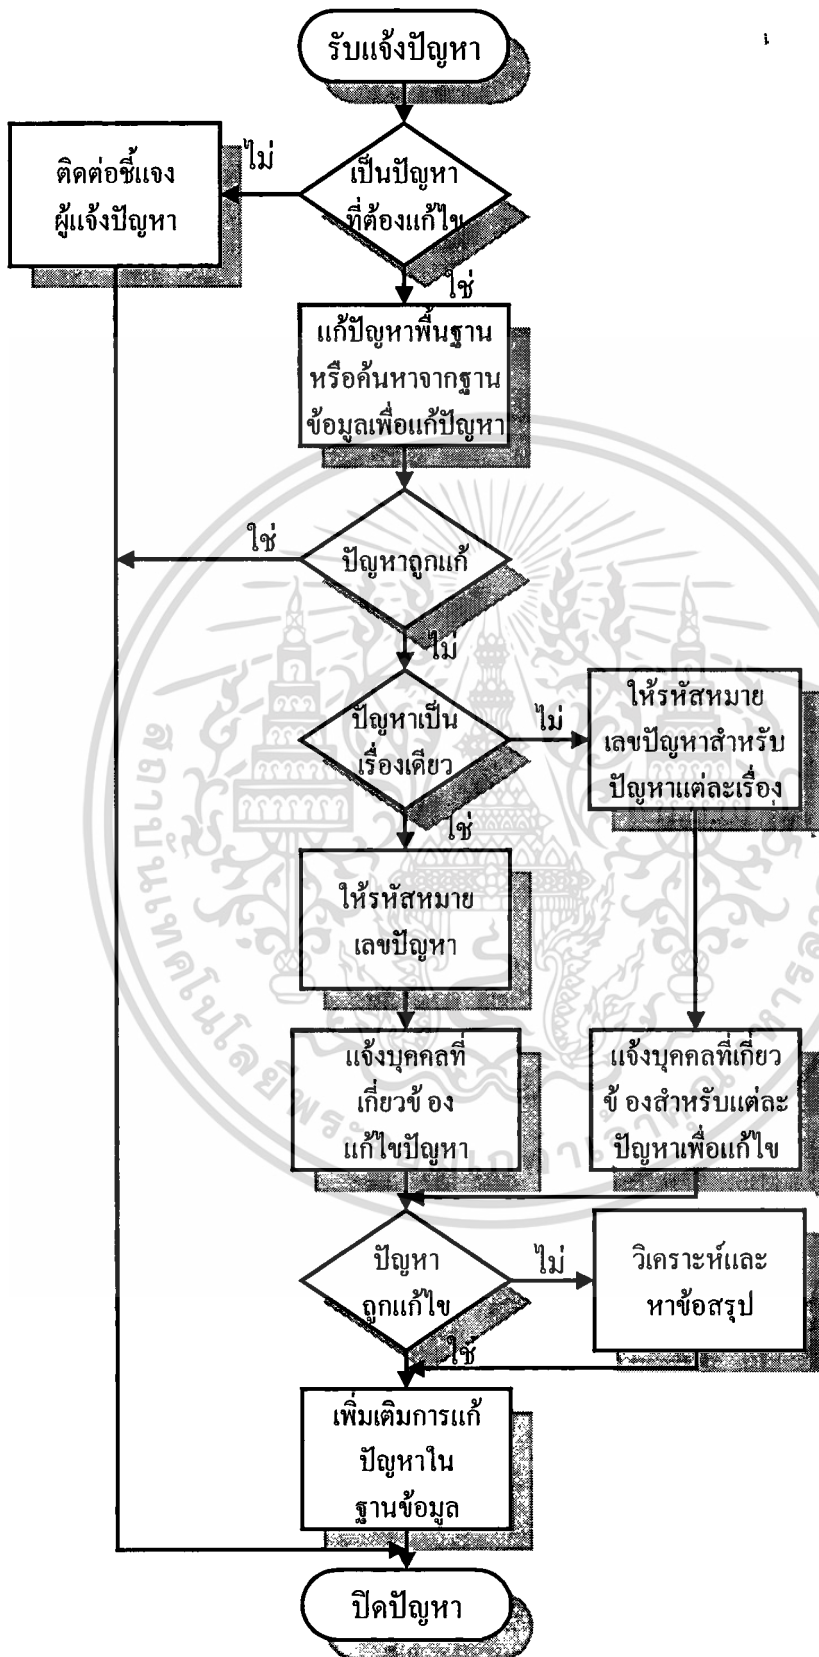 รับแจ้งปัญหา
เป็นปัญหา
ที่ต้องแก้ไข
ไม่
ติดต่อชี้แจง
ผู้แจ้งปัญหา
ใช่
แก้ปัญหาพื้นฐาน
หรือค้นหาจากฐาน
ข้อมูลเพื่อแก้ปัญหา
ปัญหาถูกแก้
ใช่
ไม่
ปัญหาเป็น
เรื่องเดียว
ไม่
ให้รหัสหมาย
เลขปัญหาสำหรับ
ปัญหาแต่ละเรื่อง
ใช่
ให้รหัสหมาย
เลขปัญหา
แจ้งบุคคลที่
เกี่ยวข้อง
แก้ไขปัญหา
แจ้งบุคคลที่เกี่ยว
ข้องสำหรับแต่ละ
ปัญหาเพื่อแก้ไข
ปัญหา
ถูกแก้ไข
ไม่
วิเคราะห์และ
หาข้อสรุป
ใช่
เพิ่มเติมการแก้
ปัญหาใน
ฐานข้อมูล
ปิดปัญหา